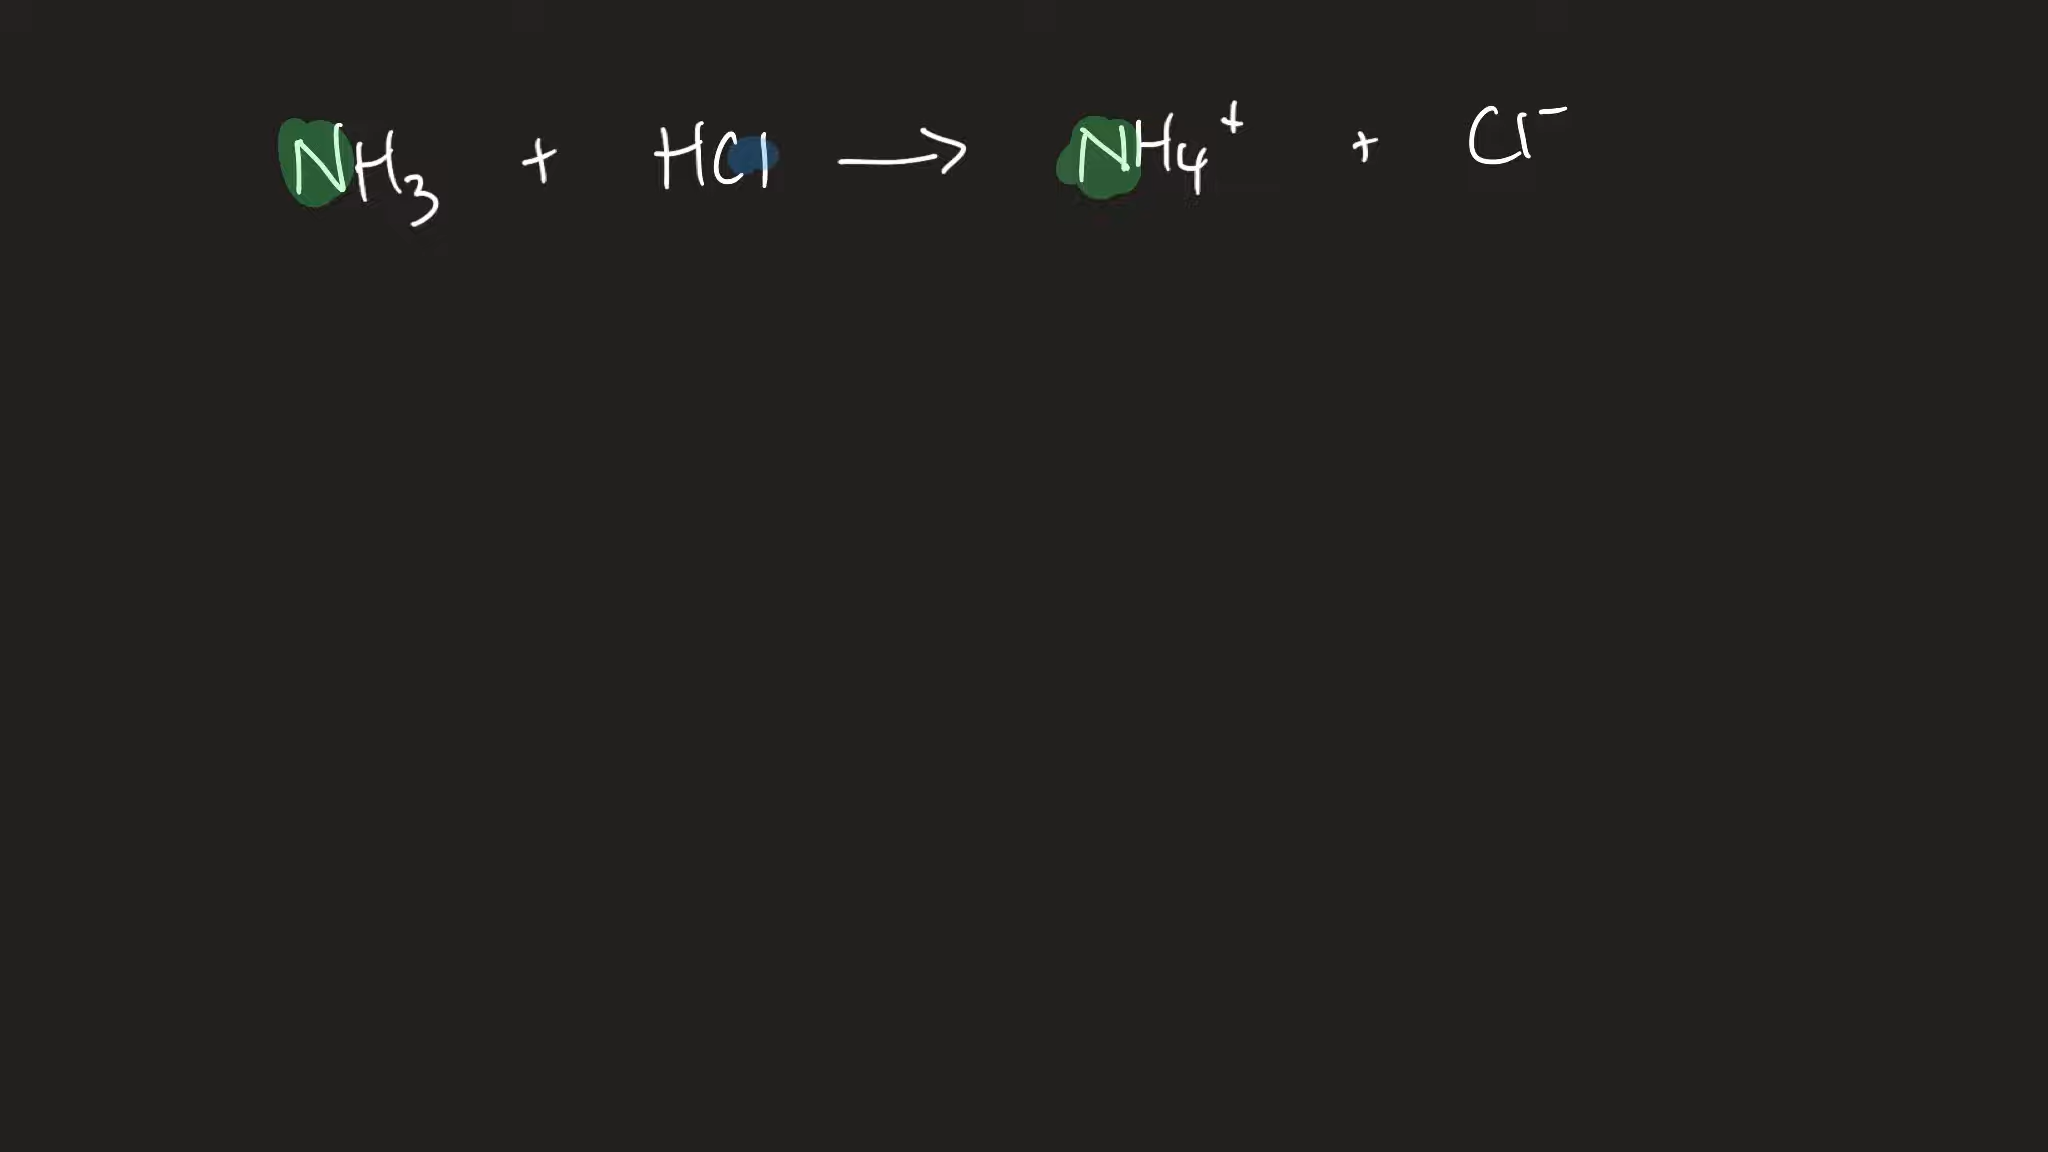 NH₃ + HCl → NH₄⁺ + Cl⁻